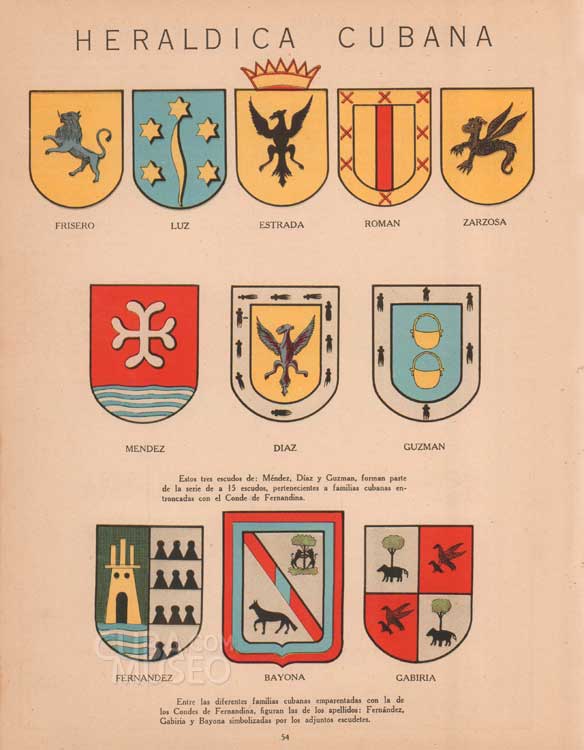 HERALDICA CUBANA
FRISERO LUZ ESTRADA ROMAN ZARZOSA
MENDEZ DIAZ GUZMAN
Estos tres escudos de: Méndez, Díaz y Guzman, forman parte
de la serie de a 15 escudos, pertenecientes a familias cubanas en-
troncadas con el Conde de Fernandina.
CUBA.COM
MUSEO
FERNANDEZ BAYONA GABIRIA
Entre las diferentes familias cubanas emparentadas con la de
los Condes de Fernandina, figuran las de los apellidos: Fernández,
Gabiria y Bayona simbolizadas por los adjuntos escudetes.
54